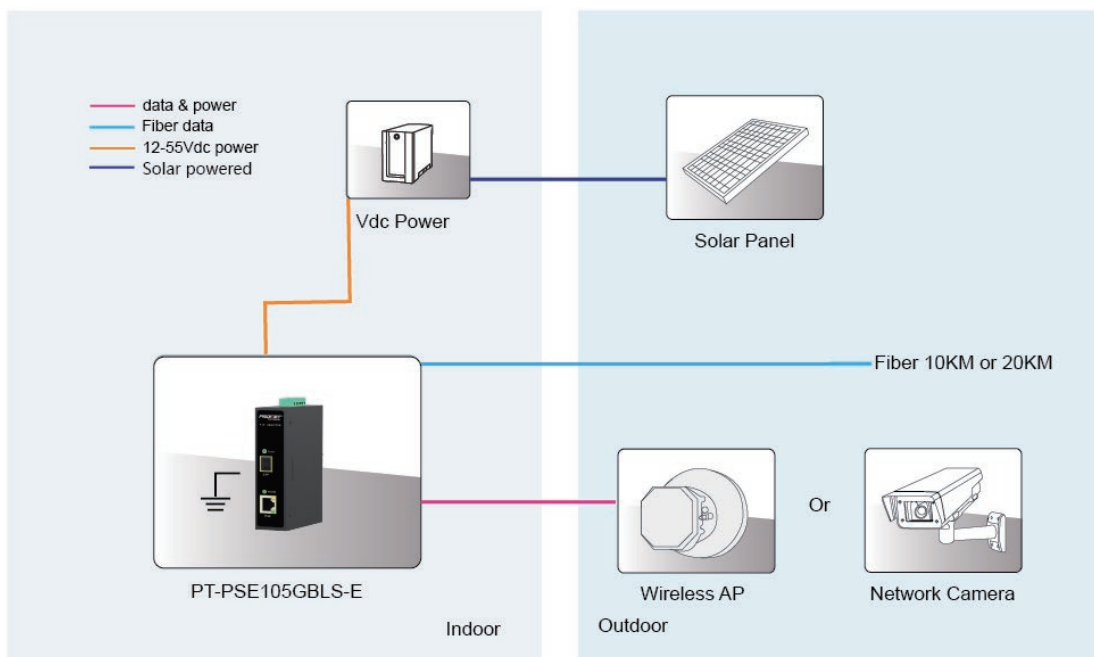 data & power
Fiber data
12-55Vdc power
Solar powered
Vdc Power
Solar Panel
Fiber 10KM or 20KM
PT-PSE105GBLS-E
Wireless AP
Or
Network Camera
Indoor
Outdoor